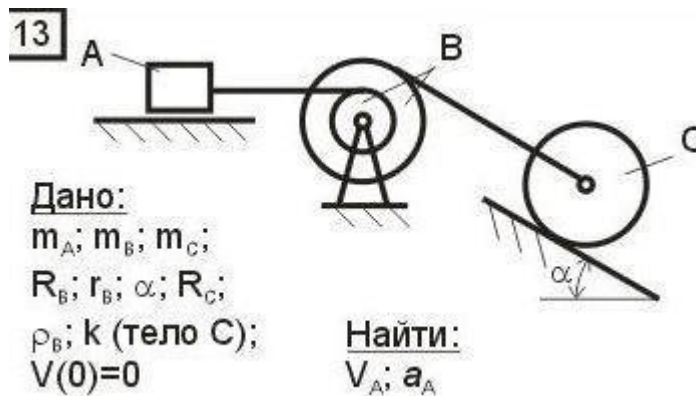 13
A
B
C
α
Дано:
m_A; m_B; m_C;
R_B; r_B; α; R_C;
ρ_B; k (тело C);
V(0)=0
Найти:
V_A; a_A